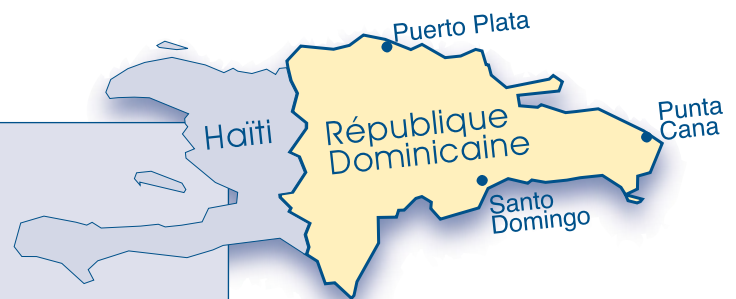 Puerto Plata
Punta
Cana
Haïti
République
Dominicaine
Santo
Domingo